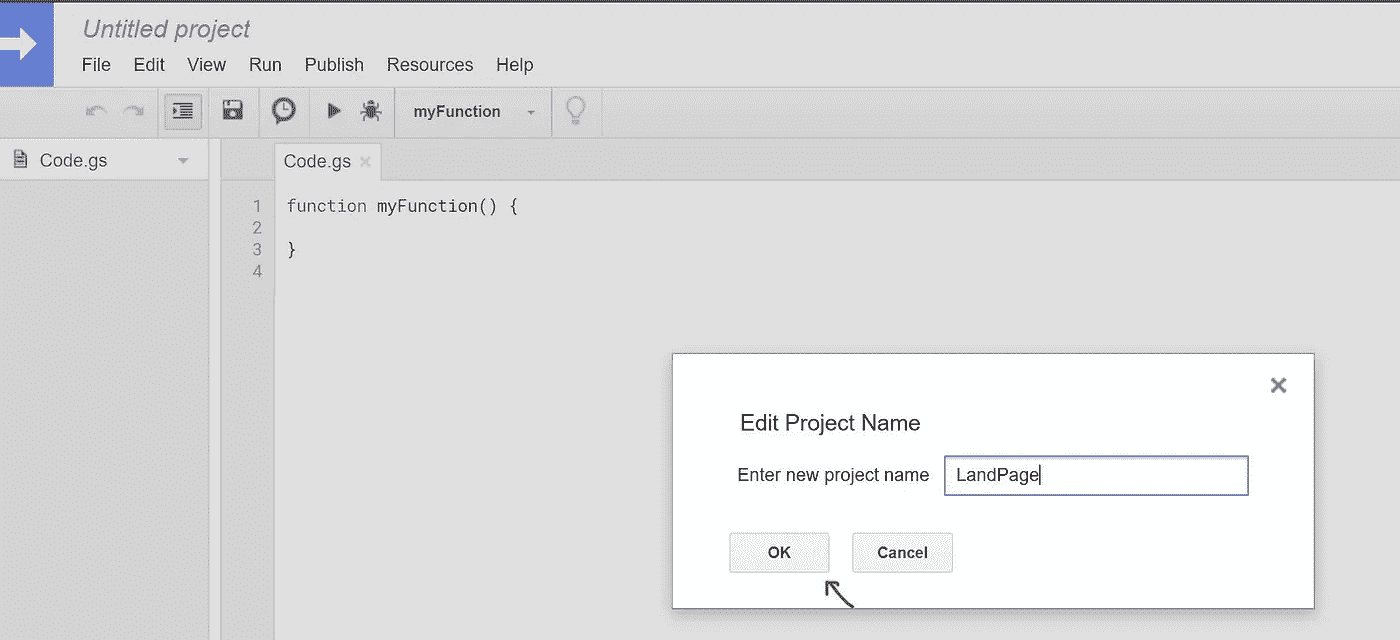 Untitled project
File Edit View Run Publish Resources Help
myFunction
Code.gs
Code.gs
1 function myFunction() {
2
3 }
4
Edit Project Name
Enter new project name LandPage
OK Cancel